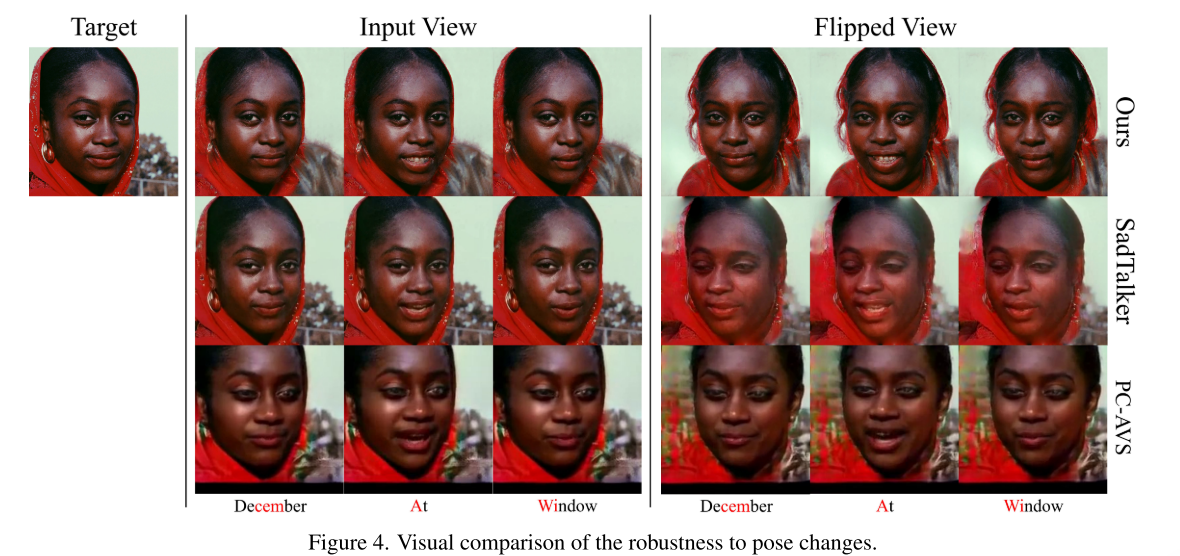 Target
Input View
Flipped View
Ours
SadTalker
PC-AVS
December
At
Window
December
At
Window
Figure 4. Visual comparison of the robustness to pose changes.